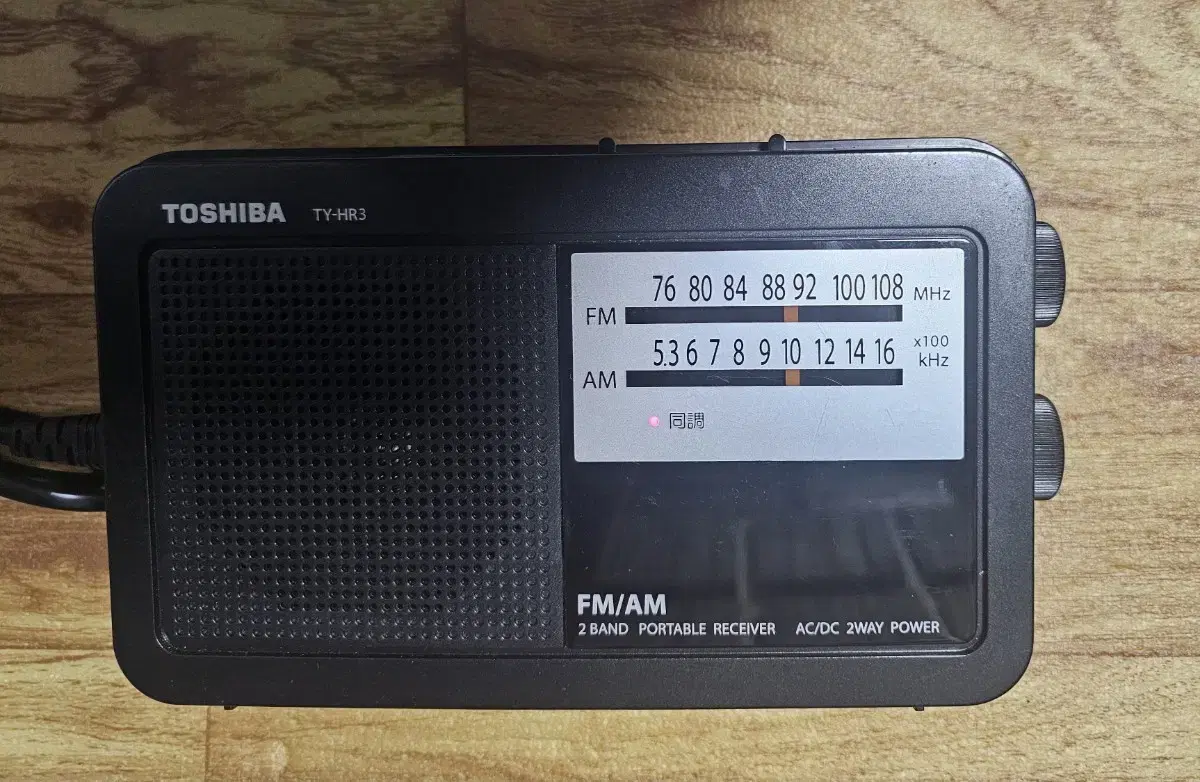 TOSHIBA TY-HR3
76 80 84 88 92 100 108 MHz
FM
5.3 6 7 8 9 10 12 14 16 x100 kHz
AM
同調
FM/AM
2 BAND PORTABLE RECEIVER AC/DC 2WAY POWER